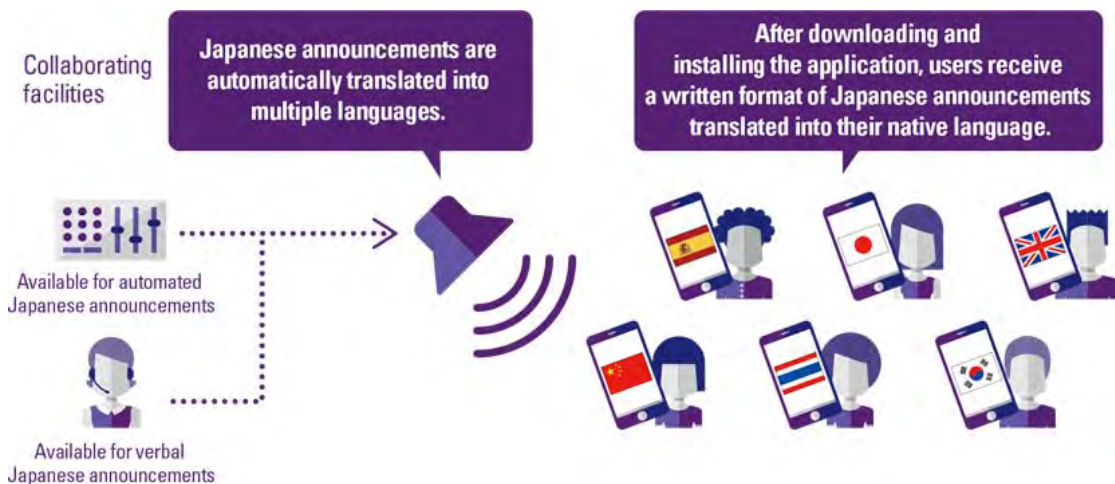 Collaborating
facilities
Japanese announcements are
automatically translated into
multiple languages.
After downloading and
installing the application, users receive
a written format of Japanese announcements
translated into their native language.
Available for automated
Japanese announcements
Available for verbal
Japanese announcements